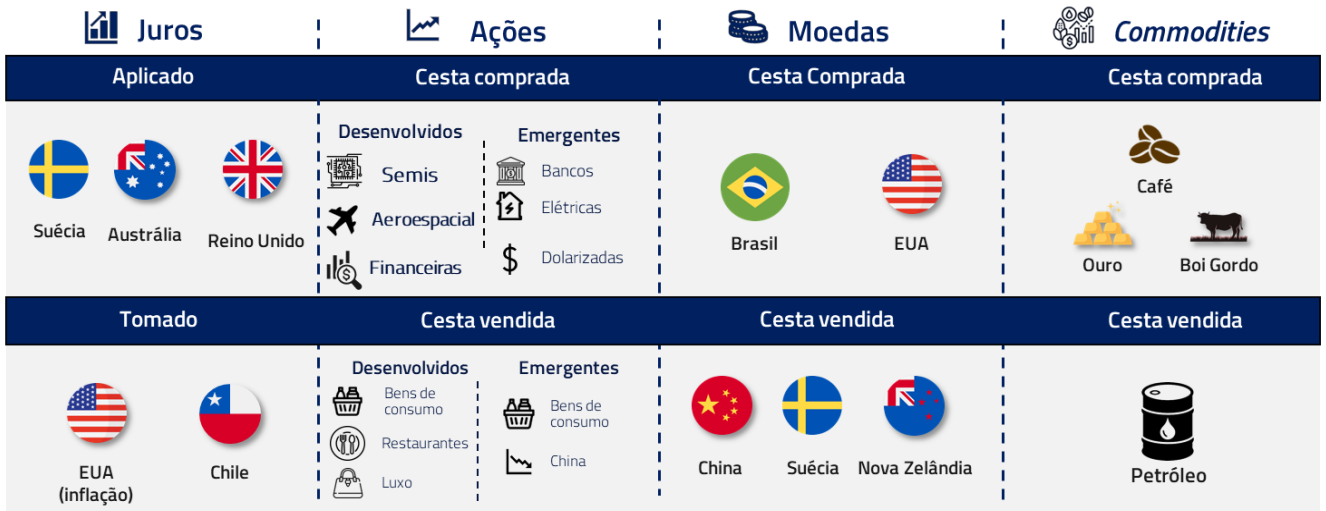 Juros
Ações
Moedas
Commodities
Aplicado
Cesta comprada
Cesta Comprada
Cesta comprada
Suécia
Austrália
Reino Unido
Desenvolvidos
Semis
Aeroespacial
Financeiras
Emergentes
Bancos
Elétricas
Dolarizadas
Brasil
EUA
Café
Ouro
Boi Gordo
Tomado
Cesta vendida
Cesta vendida
Cesta vendida
EUA
(inflação)
Chile
Desenvolvidos
Bens de
consumo
Restaurantes
Luxo
Emergentes
Bens de
consumo
China
China
Suécia
Nova Zelândia
Petróleo